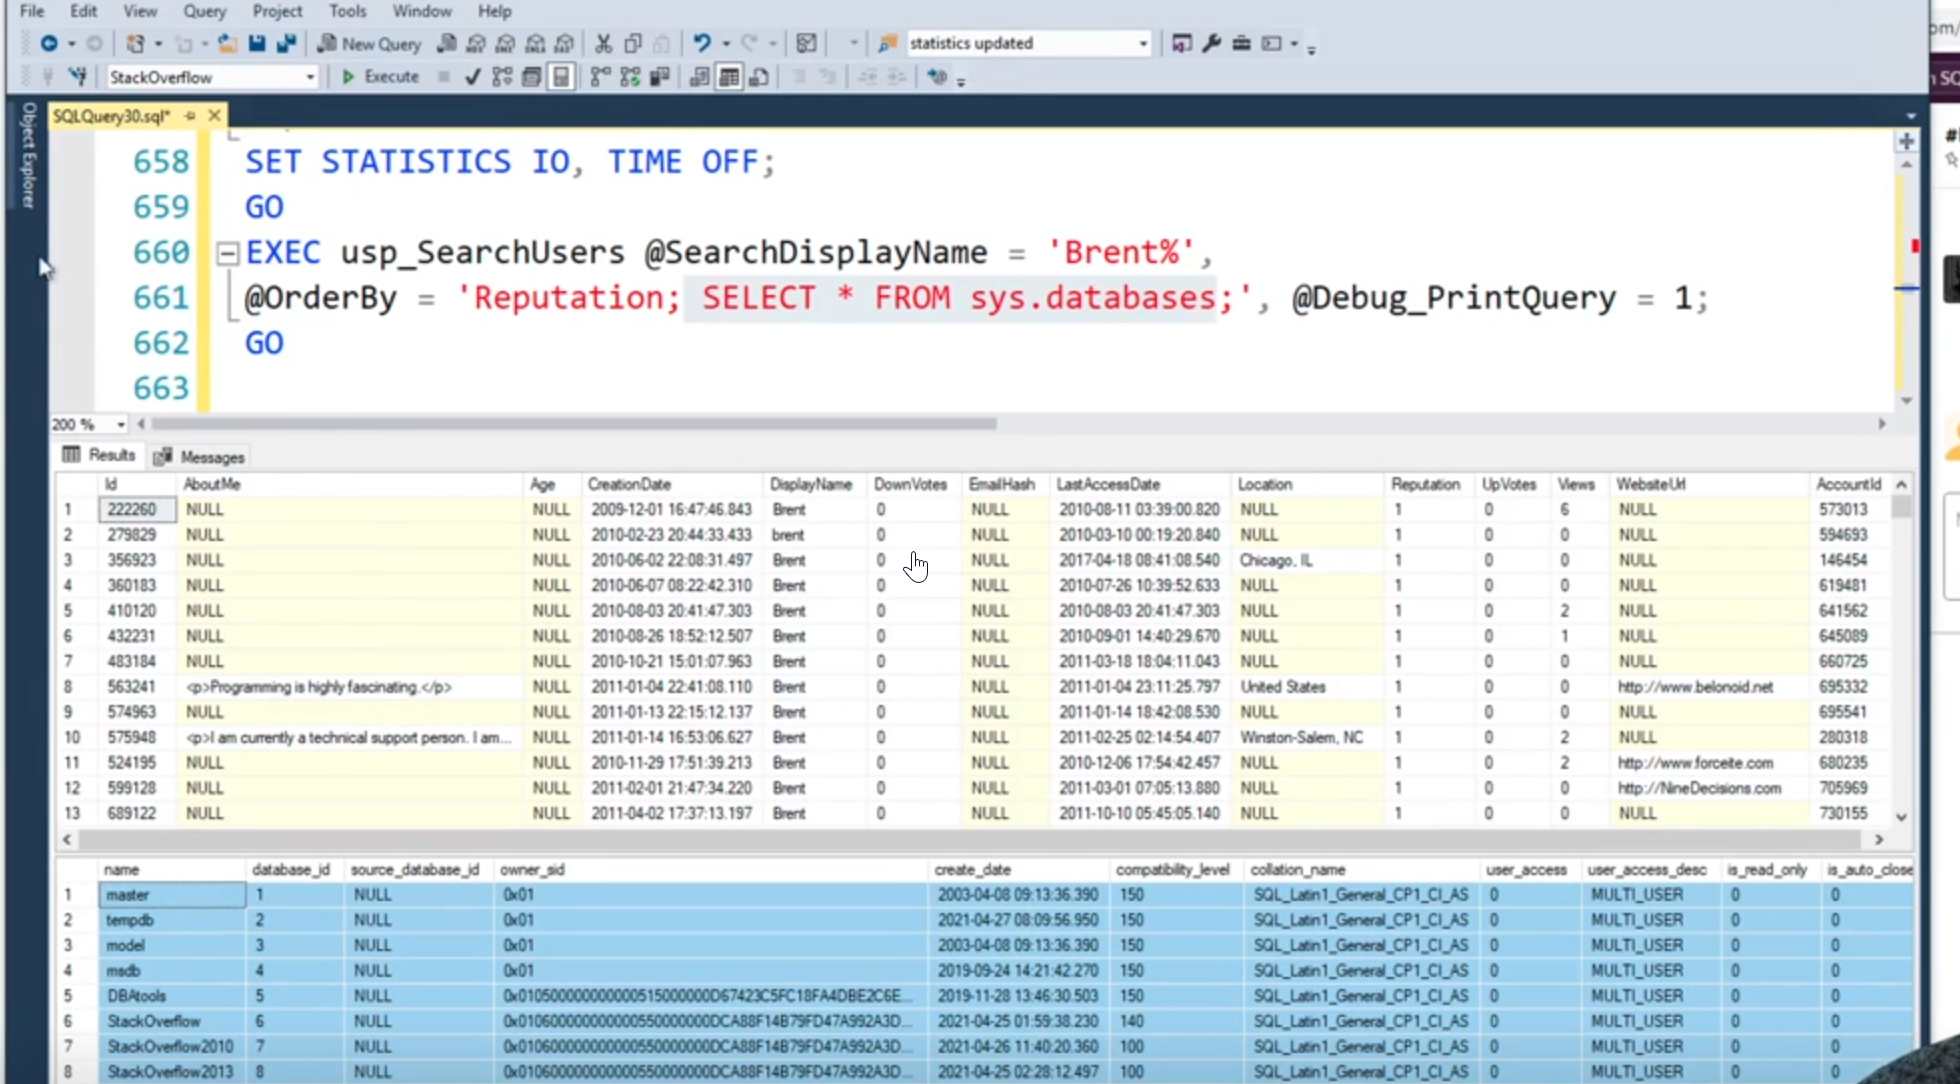 File Edit View Query Project Tools Window Help
New Query statistics updated
StackOverflow Execute
Object Explorer
SQLQuery30.sql*
658 SET STATISTICS IO, TIME OFF;
659 GO
660 EXEC usp_SearchUsers @SearchDisplayName = 'Brent%',
661 @OrderBy = 'Reputation; SELECT * FROM sys.databases;', @Debug_PrintQuery = 1;
662 GO
663
200 %
Results Messages
Id AboutMe Age CreationDate DisplayName DownVotes EmailHash LastAccessDate Location Reputation UpVotes Views WebsiteUrl AccountId
1 222260 NULL NULL 2009-12-01 16:47:46.843 Brent 0 NULL 2010-08-11 03:39:00.820 NULL 1 0 6 NULL 573013
2 279829 NULL NULL 2010-02-23 20:44:33.433 brent 0 NULL 2010-03-10 00:19:20.840 NULL 1 0 0 NULL 594693
3 356923 NULL NULL 2010-06-02 22:08:31.497 Brent 0 NULL 2017-04-18 08:41:08.540 Chicago, IL 1 0 0 NULL 146454
4 360183 NULL NULL 2010-06-07 08:22:42.310 Brent 0 NULL 2010-07-26 10:39:52.633 NULL 1 0 0 NULL 619481
5 410120 NULL NULL 2010-08-03 20:41:47.303 Brent 0 NULL 2010-08-03 20:41:47.303 NULL 1 0 2 NULL 641562
6 432231 NULL NULL 2010-08-26 18:52:12.507 Brent 0 NULL 2010-09-01 14:40:29.670 NULL 1 0 1 NULL 645089
7 483184 NULL NULL 2010-10-21 15:01:07.963 Brent 0 NULL 2011-03-18 18:04:11.043 NULL 1 0 0 NULL 660725
8 563241 <p>Programming is highly fascinating.</p> NULL 2011-01-04 22:41:08.110 Brent 0 NULL 2011-01-04 23:11:25.797 United States 1 0 0 http://www.belonoid.net 695332
9 574963 NULL NULL 2011-01-13 22:15:12.137 Brent 0 NULL 2011-01-14 18:42:08.530 NULL 1 0 0 NULL 695541
10 575948 <p>I am currently a technical support person. I am... NULL 2011-01-14 16:53:06.627 Brent 0 NULL 2011-02-25 02:14:54.407 Winston-Salem, NC 1 0 2 NULL 280318
11 524195 NULL NULL 2010-11-29 17:51:39.213 Brent 0 NULL 2010-12-06 17:54:42.457 NULL 1 0 2 http://www.forceite.com 680235
12 599128 NULL NULL 2011-02-01 21:47:34.220 Brent 0 NULL 2011-03-01 07:05:13.880 NULL 1 0 0 http://NineDecisions.com 705969
13 689122 NULL NULL 2011-04-02 17:37:13.197 Brent 0 NULL 2011-10-10 05:45:05.140 NULL 1 0 0 NULL 730155
name database_id source_database_id owner_sid create_date compatibility_level collation_name user_access user_access_desc is_read_only is_auto_close
1 master 1 NULL 0x01 2003-04-08 09:13:36.390 150 SQL_Latin1_General_CP1_CI_AS 0 MULTI_USER 0 0
2 tempdb 2 NULL 0x01 2021-04-27 08:09:56.950 150 SQL_Latin1_General_CP1_CI_AS 0 MULTI_USER 0 0
3 model 3 NULL 0x01 2003-04-08 09:13:36.390 150 SQL_Latin1_General_CP1_CI_AS 0 MULTI_USER 0 0
4 msdb 4 NULL 0x01 2019-09-24 14:21:42.270 150 SQL_Latin1_General_CP1_CI_AS 0 MULTI_USER 0 0
5 DBAtools 5 NULL 2019-11-28 13:46:30.503 150 SQL_Latin1_General_CP1_CI_AS 0 MULTI_USER 0 0
6 StackOverflow 6 NULL 2021-04-25 01:59:38.230 140 SQL_Latin1_General_CP1_CI_AS 0 MULTI_USER 0 0
7 StackOverflow2010 7 NULL 2021-04-26 11:40:20.360 100 SQL_Latin1_General_CP1_CI_AS 0 MULTI_USER 0 0
8 StackOverflow2013 8 NULL 2021-04-25 02:28:12.497 100 SQL_Latin1_General_CP1_CI_AS 0 MULTI_USER 0 0